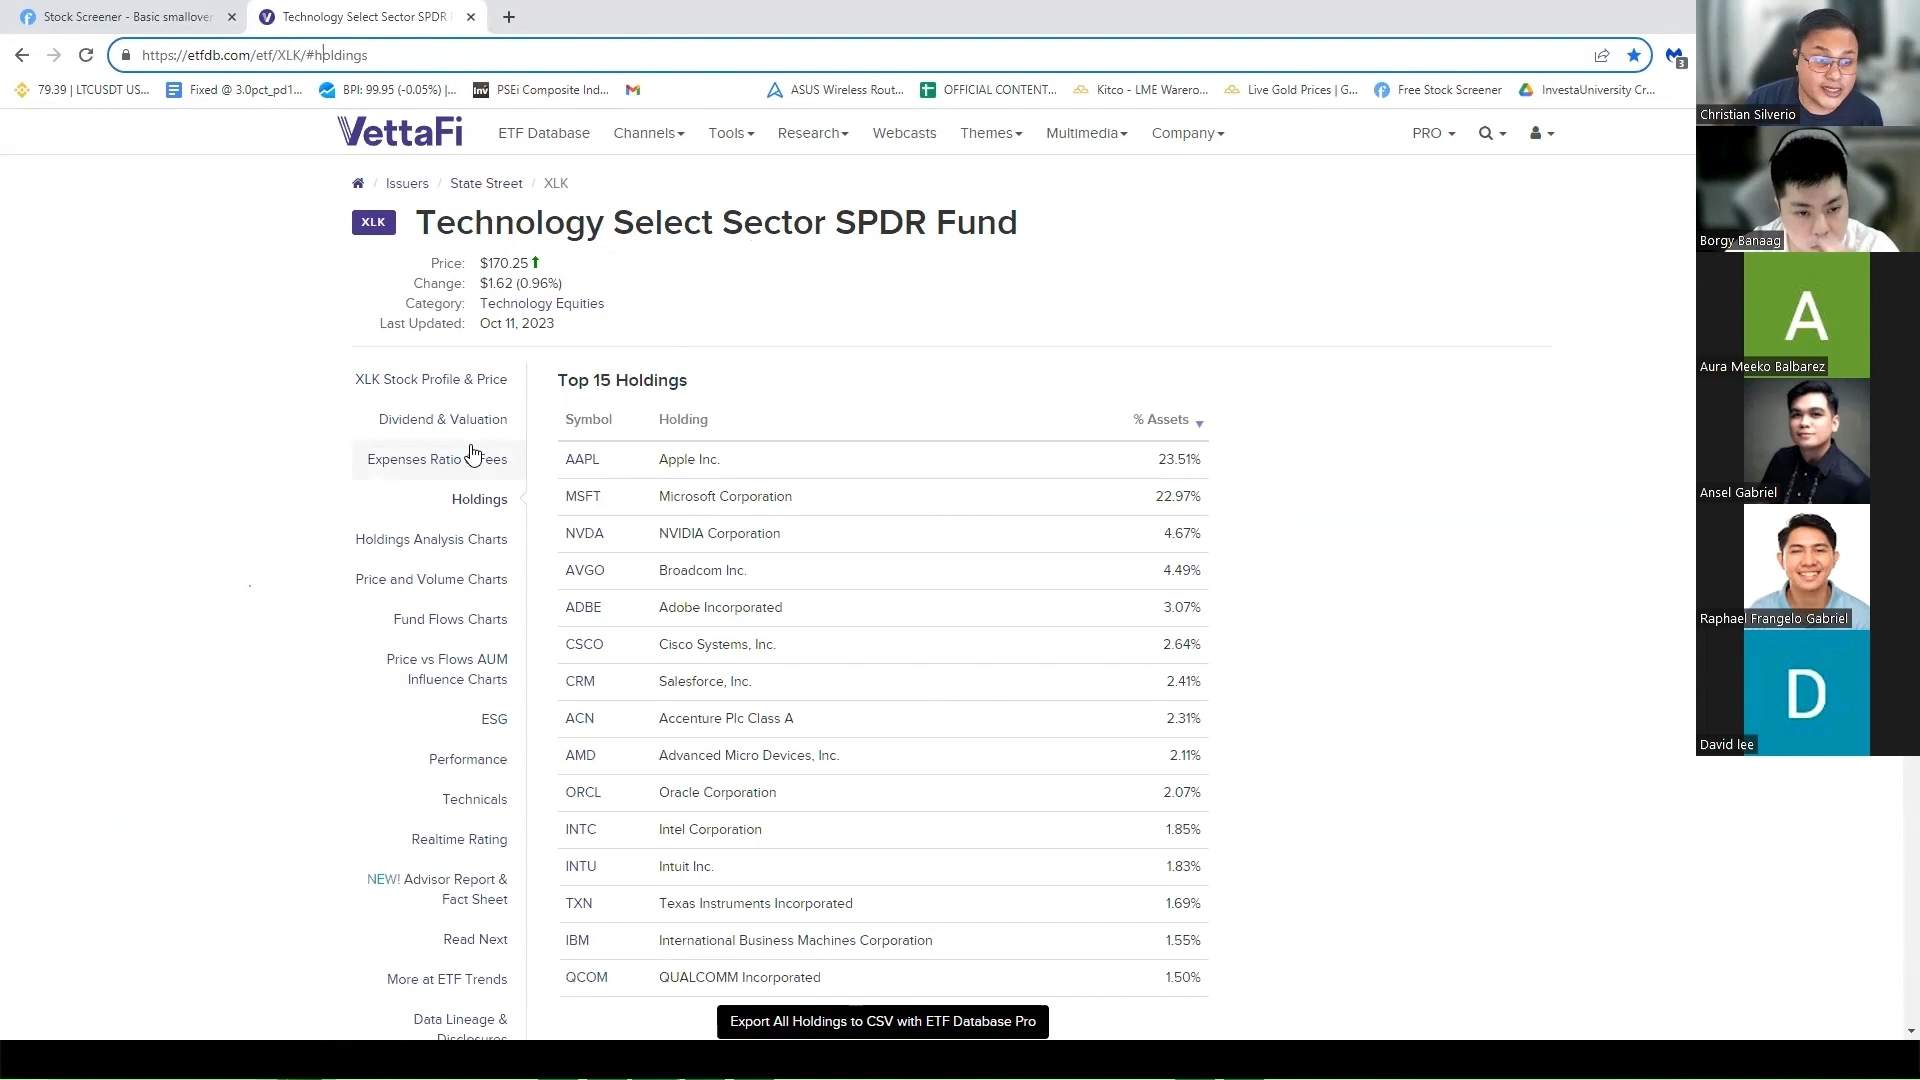 Stock Screener - Basic smallover
Technology Select Sector SPDR F
https://etfdb.com/etf/XLK/#holdings
3
79.39 | LTCUSDT US...
Fixed @ 3.0pct_pd1...
BPI: 99.95 (-0.05%) |...
Inv
PSEi Composite Ind...
ASUS Wireless Rout...
OFFICIAL CONTENT...
Kitco - LME Warero...
Live Gold Prices | G...
Free Stock Screener
InvestaUniversity Cr...
VettaFi
ETF Database
Channels
Tools
Research
Webcasts
Themes
Multimedia
Company
PRO
/ Issuers / State Street / XLK
XLK
Technology Select Sector SPDR Fund
Price: $170.25
Change: $1.62 (0.96%)
Category: Technology Equities
Last Updated: Oct 11, 2023
XLK Stock Profile & Price
Dividend & Valuation
Expenses Ratio Fees
Holdings
Holdings Analysis Charts
Price and Volume Charts
Fund Flows Charts
Price vs Flows AUM
Influence Charts
ESG
Performance
Technicals
Realtime Rating
NEW! Advisor Report &
Fact Sheet
Read Next
More at ETF Trends
Data Lineage &
Disclosures
Top 15 Holdings
Symbol Holding % Assets
AAPL Apple Inc. 23.51%
MSFT Microsoft Corporation 22.97%
NVDA NVIDIA Corporation 4.67%
AVGO Broadcom Inc. 4.49%
ADBE Adobe Incorporated 3.07%
CSCO Cisco Systems, Inc. 2.64%
CRM Salesforce, Inc. 2.41%
ACN Accenture Plc Class A 2.31%
AMD Advanced Micro Devices, Inc. 2.11%
ORCL Oracle Corporation 2.07%
INTC Intel Corporation 1.85%
INTU Intuit Inc. 1.83%
TXN Texas Instruments Incorporated 1.69%
IBM International Business Machines Corporation 1.55%
QCOM QUALCOMM Incorporated 1.50%
Export All Holdings to CSV with ETF Database Pro
Christian Silverio
Borgy Banaag
A
Aura Meeko Balbarez
Ansel Gabriel
Raphael Frangelo Gabriel
D
David lee